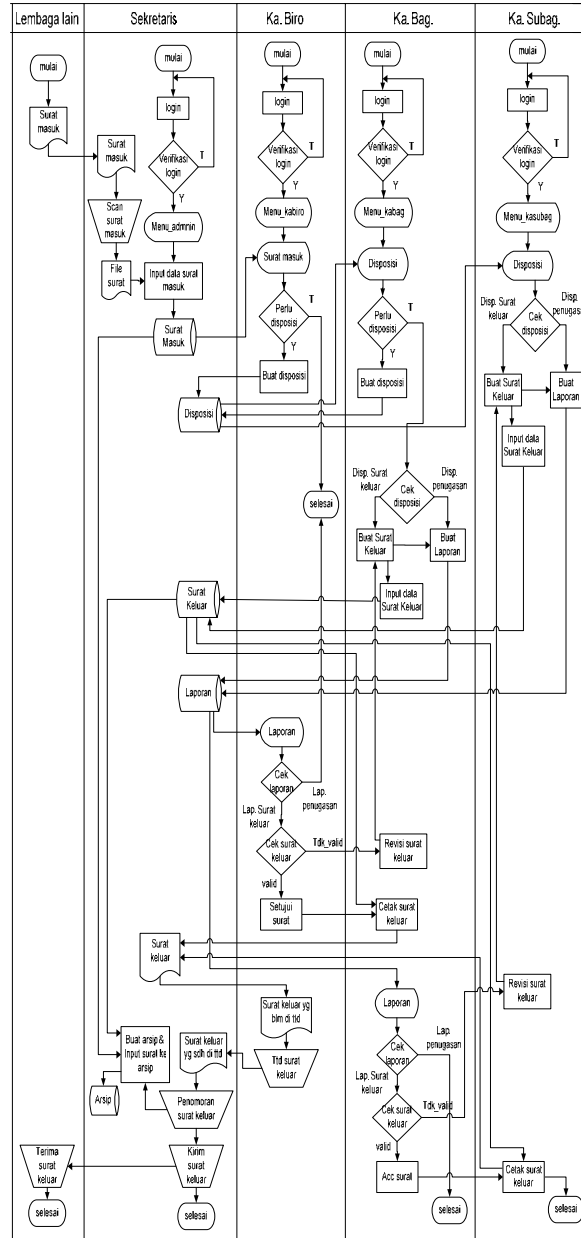 Lembaga lain
Sekretaris
Ka. Biro
Ka. Bag.
Ka. Subag.
mulai
mulai
mulai
mulai
mulai
login
login
login
login
Surat
masuk
Surat
masuk
Verifikasi
login
T
Y
Verifikasi
login
T
Y
Verifikasi
login
T
Y
Verifikasi
login
T
Y
Scan
surat
masuk
Menu_admnin
Menu_kabiro
Menu_kabag
Menu_kasubag
File
surat
Input data surat
masuk
Surat masuk
Disposisi
Disposisi
Surat
Masuk
Perlu
disposisi
T
Y
Perlu
disposisi
T
Y
Disp. Surat
keluar
Cek
disposisi
Disp. penugasan
Buat disposisi
Buat disposisi
Buat Surat
Keluar
Buat
Laporan
Disposisi
Input data
Surat Keluar
Disp. Surat
keluar
Cek
disposisi
Disp.
penugasan
selesai
Buat Surat
Keluar
Buat
Laporan
Input data
Surat Keluar
Surat
Keluar
Laporan
Laporan
Cek
laporan
Lap.
penugasan
Lap. Surat
keluar
Cek surat
keluar
Tdk_valid
Revisi surat
keluar
valid
Setujui
surat
Cetak surat
keluar
Surat
keluar
Surat keluar yg
blm di ttd
Laporan
Revisi surat
keluar
Buat arsip &
Input surat ke
arsip
Surat keluar
yg sdh di ttd
Ttd surat
keluar
Cek
laporan
Lap.
penugasan
Lap. Surat
keluar
Arsip
Penomoran
surat keluar
Cek surat
keluar
Tdk_valid
valid
Terima
surat
keluar
Kirim
surat
keluar
Acc surat
Cetak surat
keluar
selesai
selesai
selesai
selesai